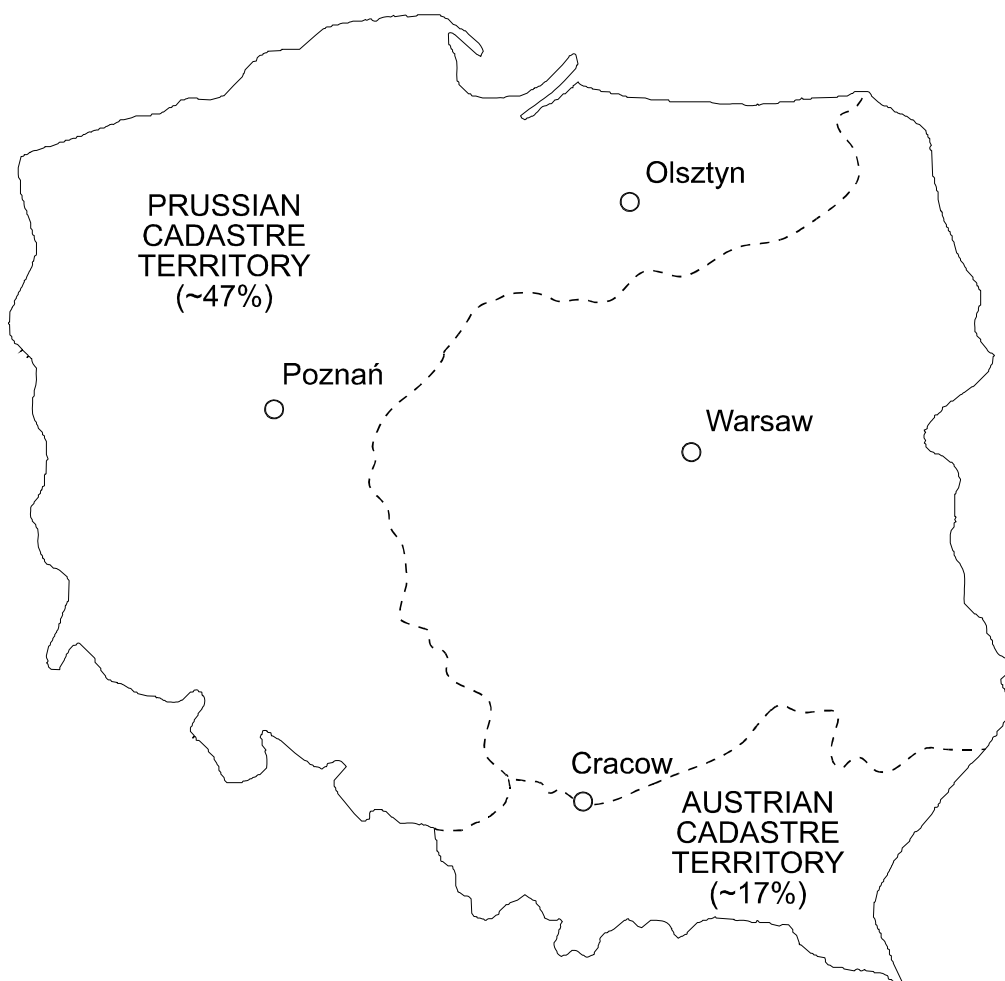 Olsztyn
PRUSSIAN
CADASTRE
TERRITORY
(~47%)
Poznań
Warsaw
Cracow
AUSTRIAN
CADASTRE
TERRITORY
(~17%)